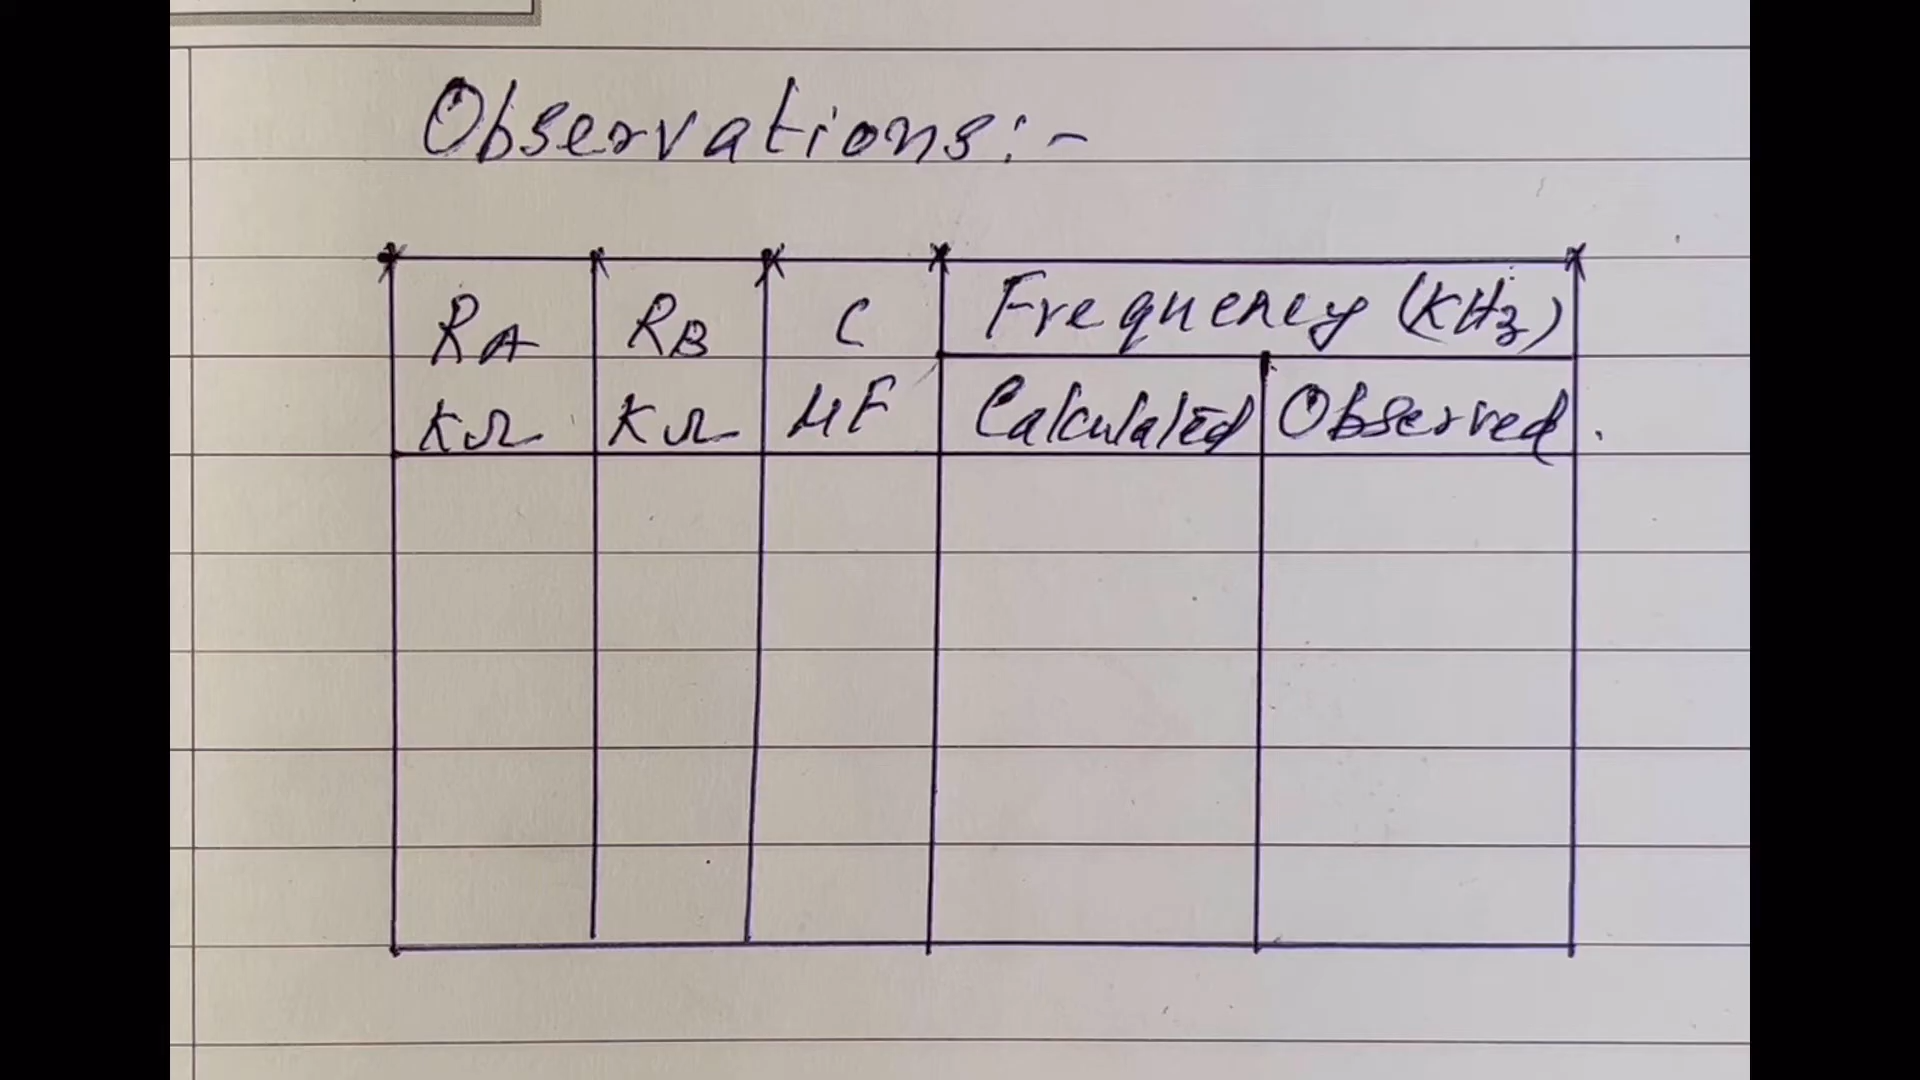 Observations:-
RA RB C Frequency (KHz)
KΩ KΩ µF Calculated Observed.